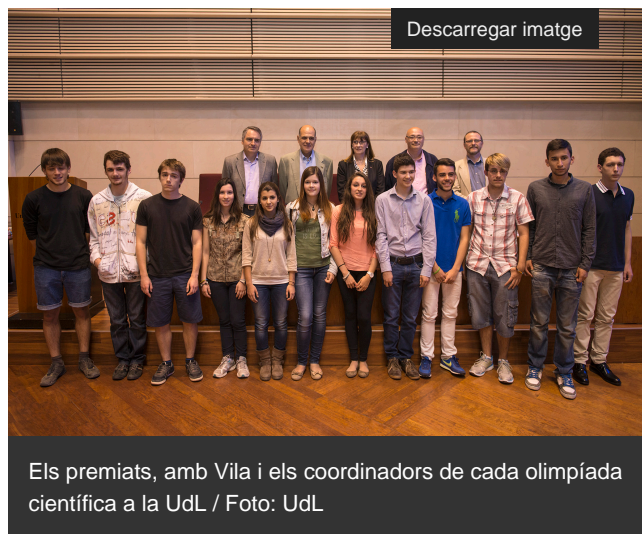 Descarregar imatge
Els premiats, amb Vila i els coordinadors de cada olimpíada
científica a la UdL / Foto: UdL